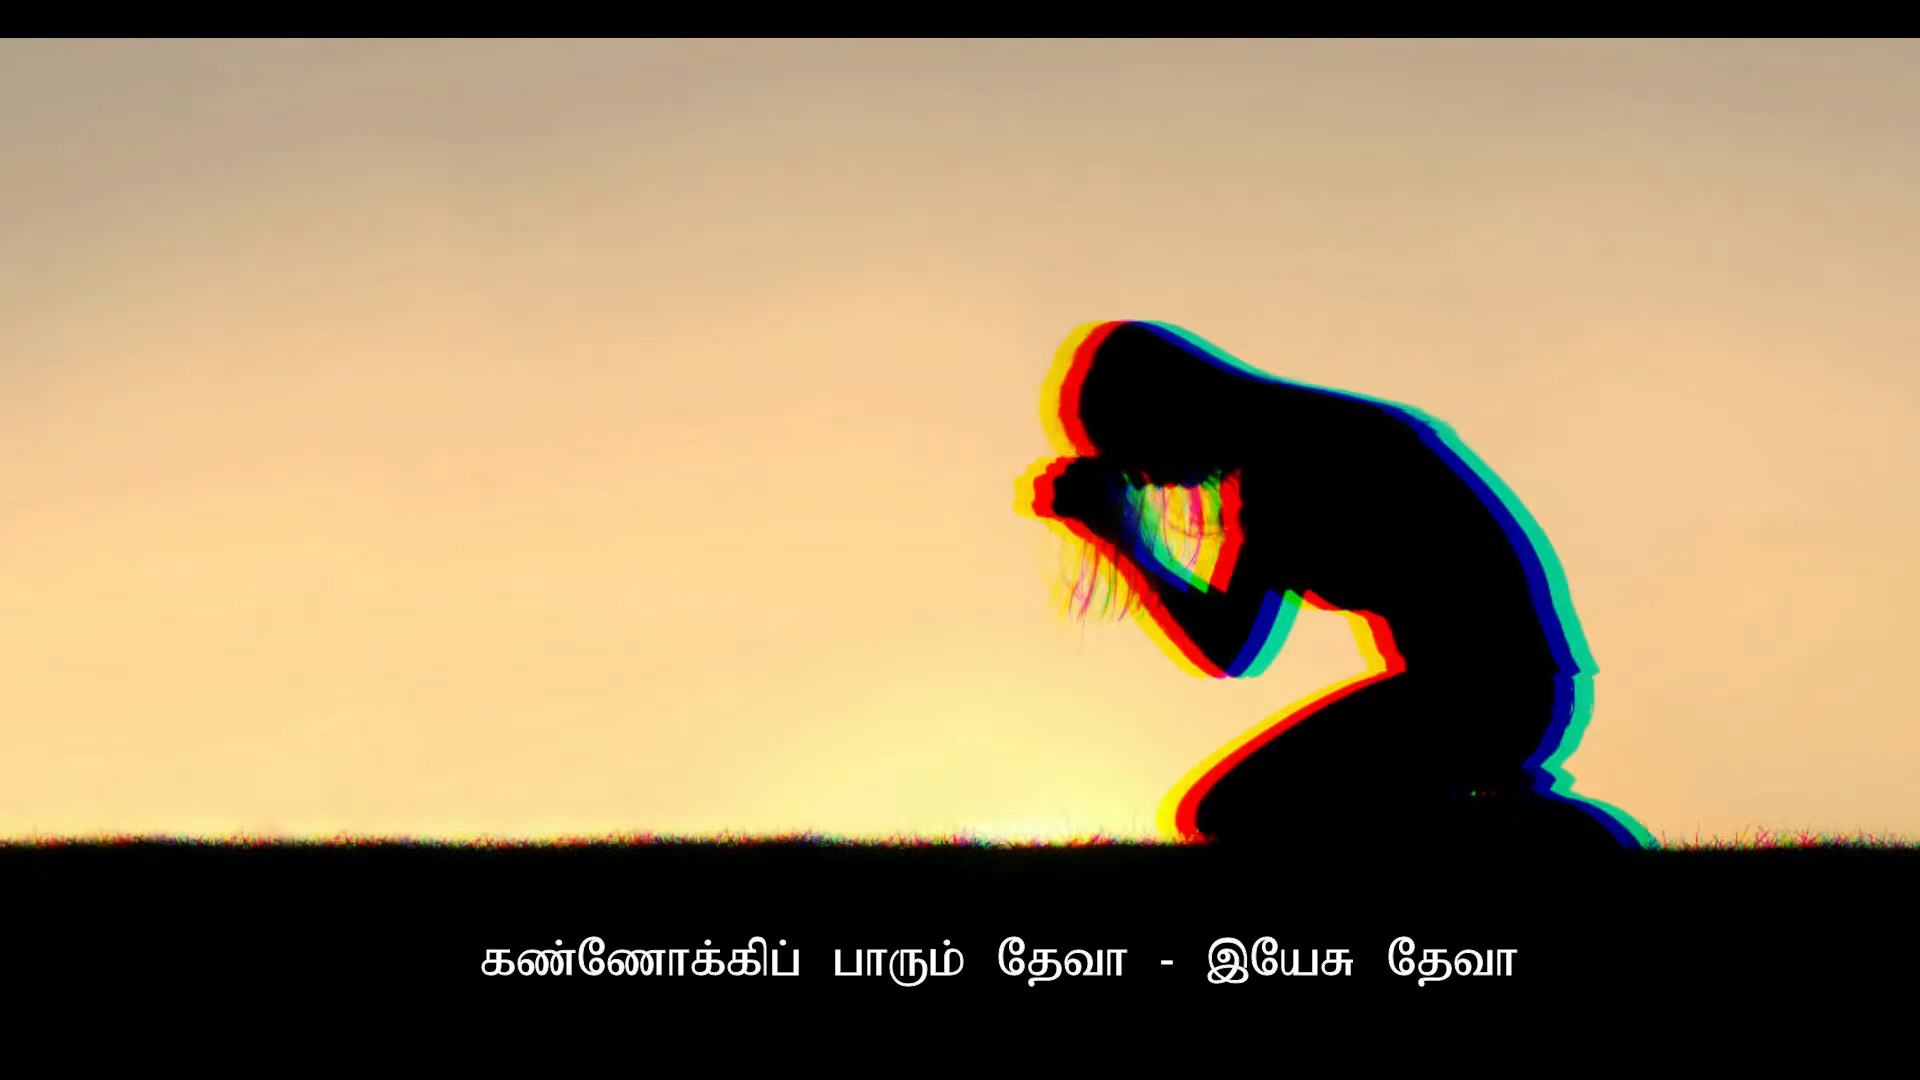 கண்ணோக்கிப் பாரும் தேவா - இயேசு தேவா